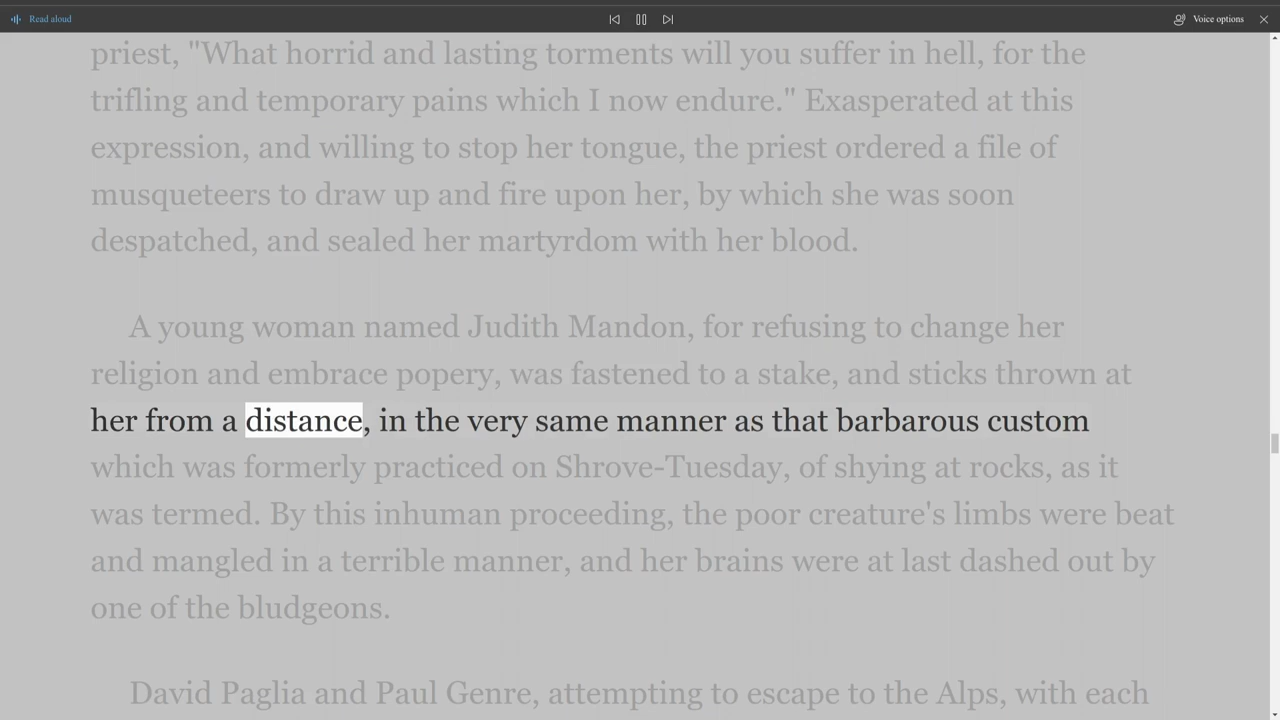 Read aloud
Voice options
priest, "What horrid and lasting torments will you suffer in hell, for the
trifling and temporary pains which I now endure." Exasperated at this
expression, and willing to stop her tongue, the priest ordered a file of
musqueteers to draw up and fire upon her, by which she was soon
despatched, and sealed her martyrdom with her blood.
A young woman named Judith Mandon, for refusing to change her
religion and embrace popery, was fastened to a stake, and sticks thrown at
her from a distance, in the very same manner as that barbarous custom
which was formerly practiced on Shrove-Tuesday, of shying at rocks, as it
was termed. By this inhuman proceeding, the poor creature's limbs were beat
and mangled in a terrible manner, and her brains were at last dashed out by
one of the bludgeons.
David Paglia and Paul Genre, attempting to escape to the Alps, with each